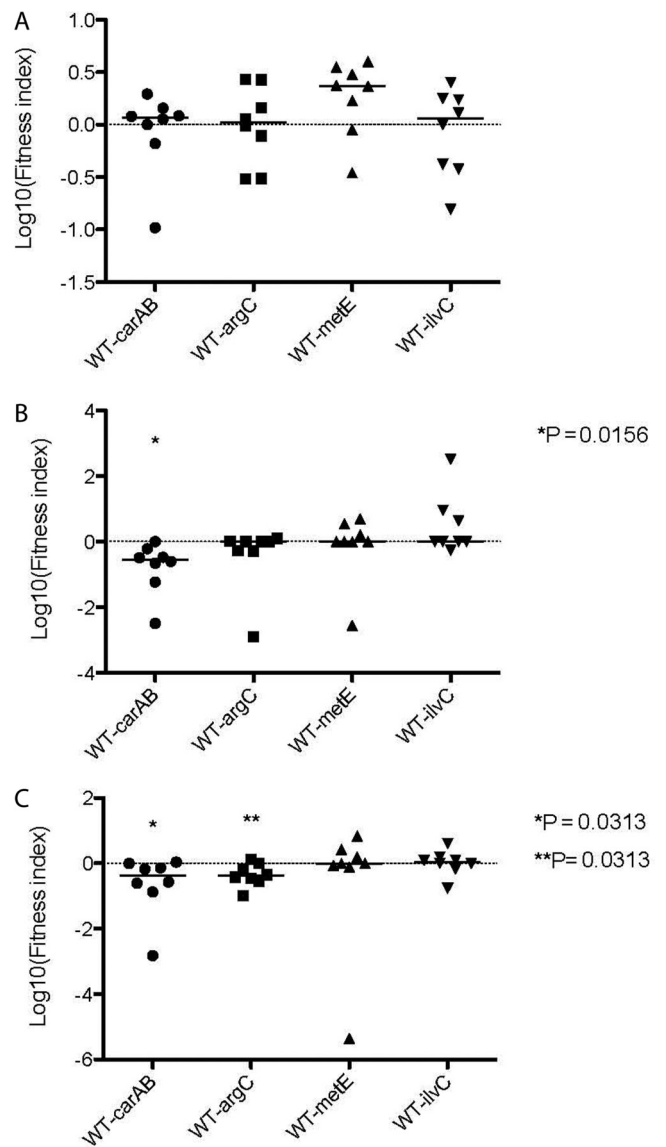 A
Log10(Fitness index)
1.0
0.5
0.0
-0.5
-1.0
-1.5
WT-carAB
WT-argC
WT-metE
WT-ilvC
B
Log10(Fitness index)
4
2
0
-2
-4
*
*P=0.0156
WT-carAB
WT-argC
WT-metE
WT-ilvC
C
Log10(Fitness index)
2
0
-2
-4
-6
*
**
*P=0.0313
**P=0.0313
WT-carAB
WT-argC
WT-metE
WT-ilvC